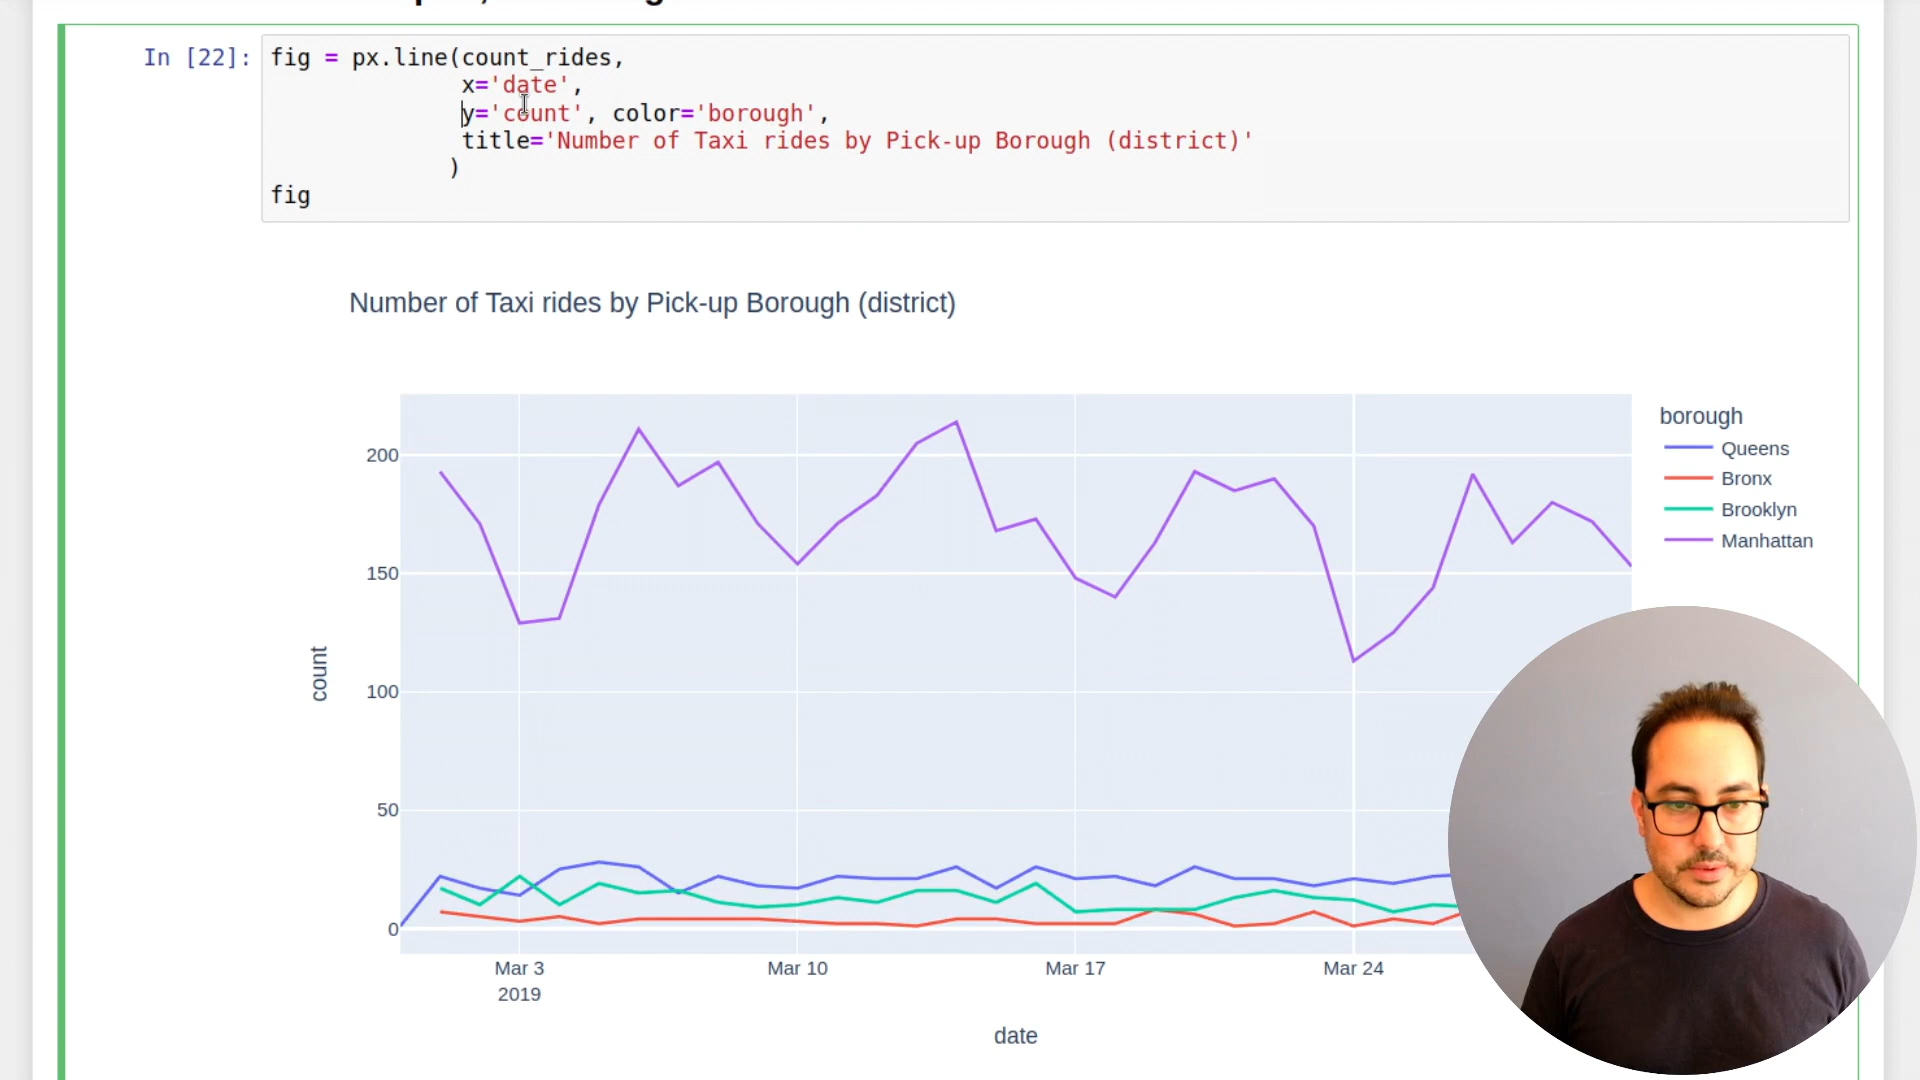 In [22]: fig = px.line(count_rides,
x='date',
y='count', color='borough',
title='Number of Taxi rides by Pick-up Borough (district)'
)
fig
Number of Taxi rides by Pick-up Borough (district)
borough
Queens
Bronx
Brooklyn
Manhattan
200
150
100
50
0
count
Mar 3
2019
Mar 10
Mar 17
Mar 24
date